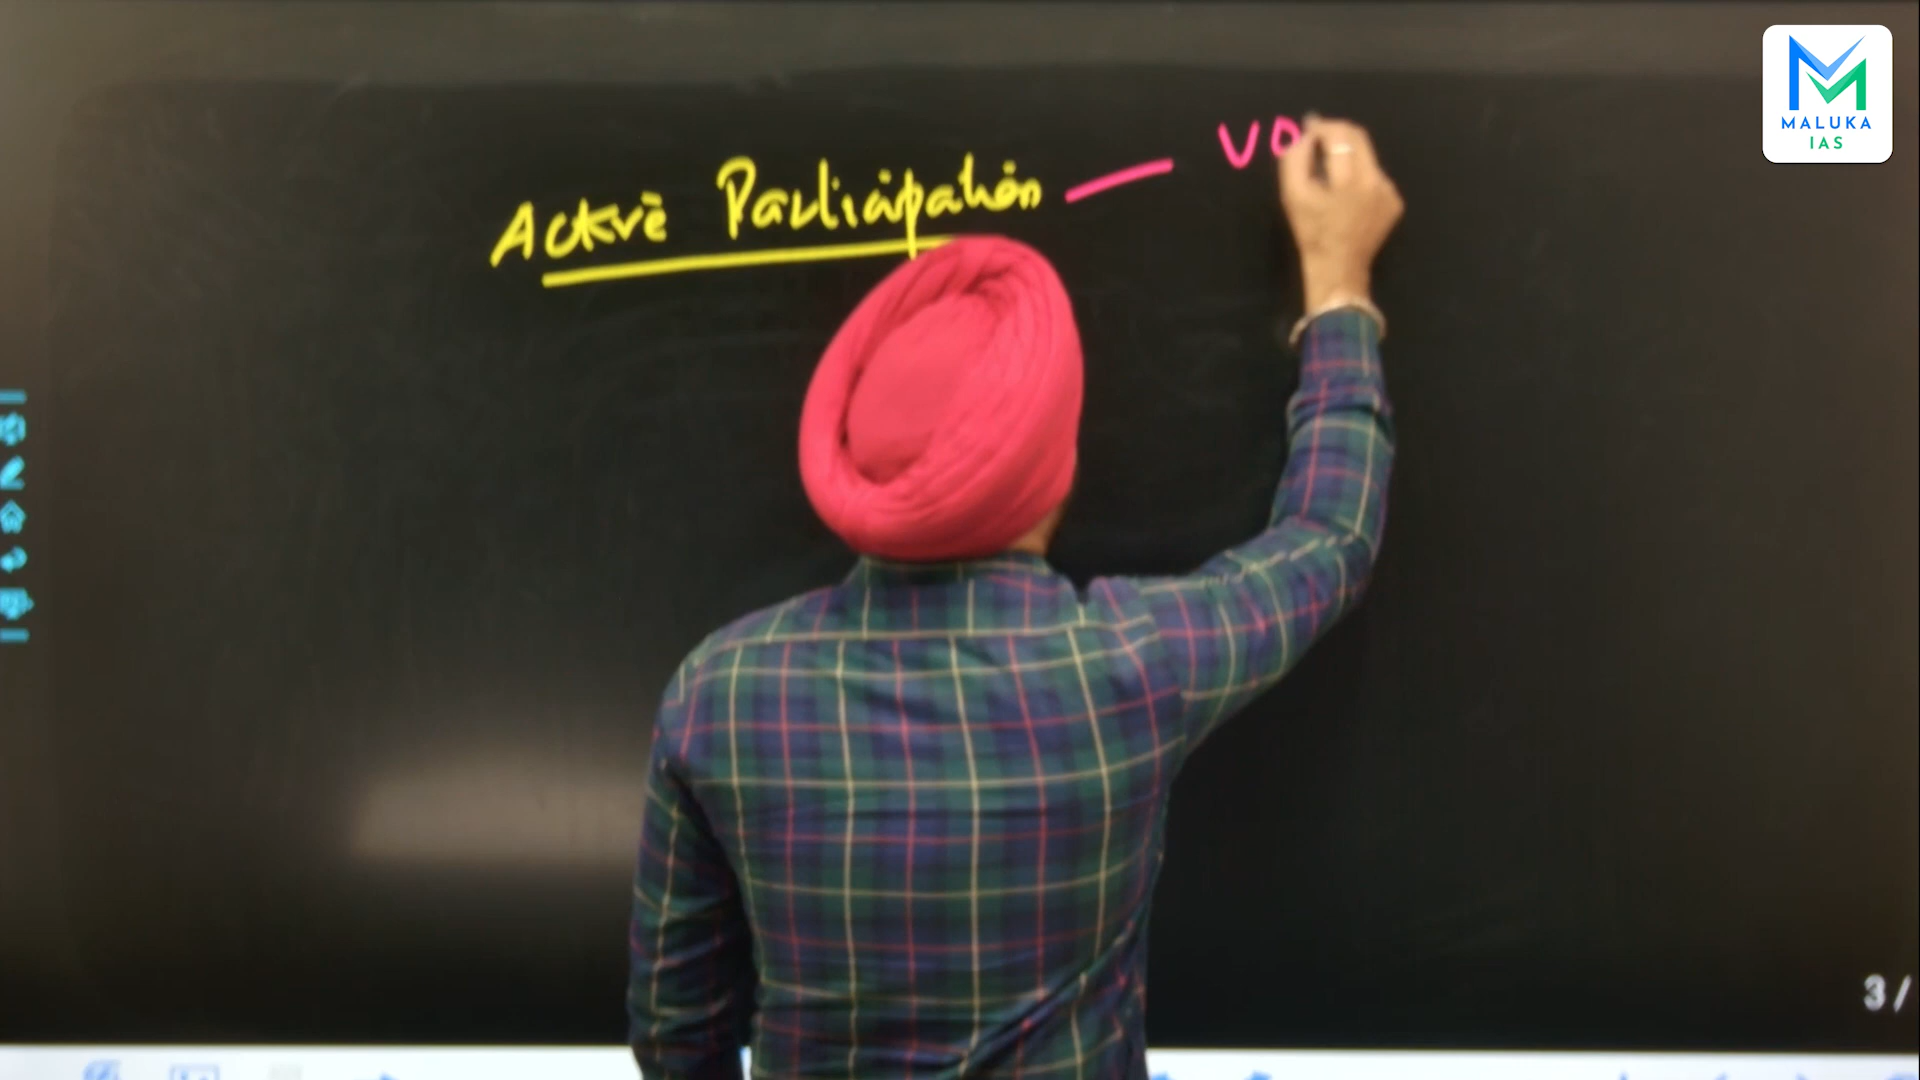 MALUKA
IAS
Active Participation — VO
3/